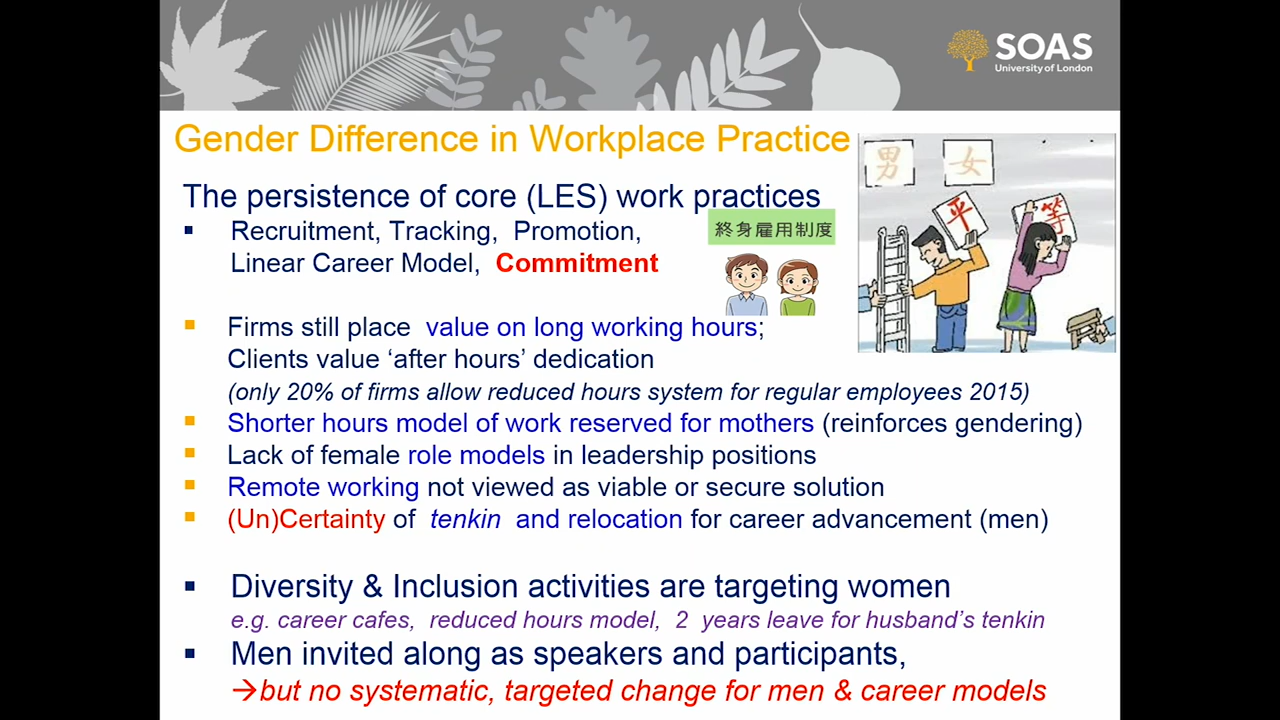 SOAS
University of London
Gender Difference in Workplace Practice
男 女
平 等
The persistence of core (LES) work practices
▪ Recruitment, Tracking, Promotion,
Linear Career Model, Commitment
終身雇用制度
▪ Firms still place value on long working hours;
Clients value ‘after hours’ dedication
(only 20% of firms allow reduced hours system for regular employees 2015)
▪ Shorter hours model of work reserved for mothers (reinforces gendering)
▪ Lack of female role models in leadership positions
▪ Remote working not viewed as viable or secure solution
▪ (Un)Certainty of tenkin and relocation for career advancement (men)
▪ Diversity & Inclusion activities are targeting women
e.g. career cafes, reduced hours model, 2 years leave for husband’s tenkin
▪ Men invited along as speakers and participants,
→but no systematic, targeted change for men & career models